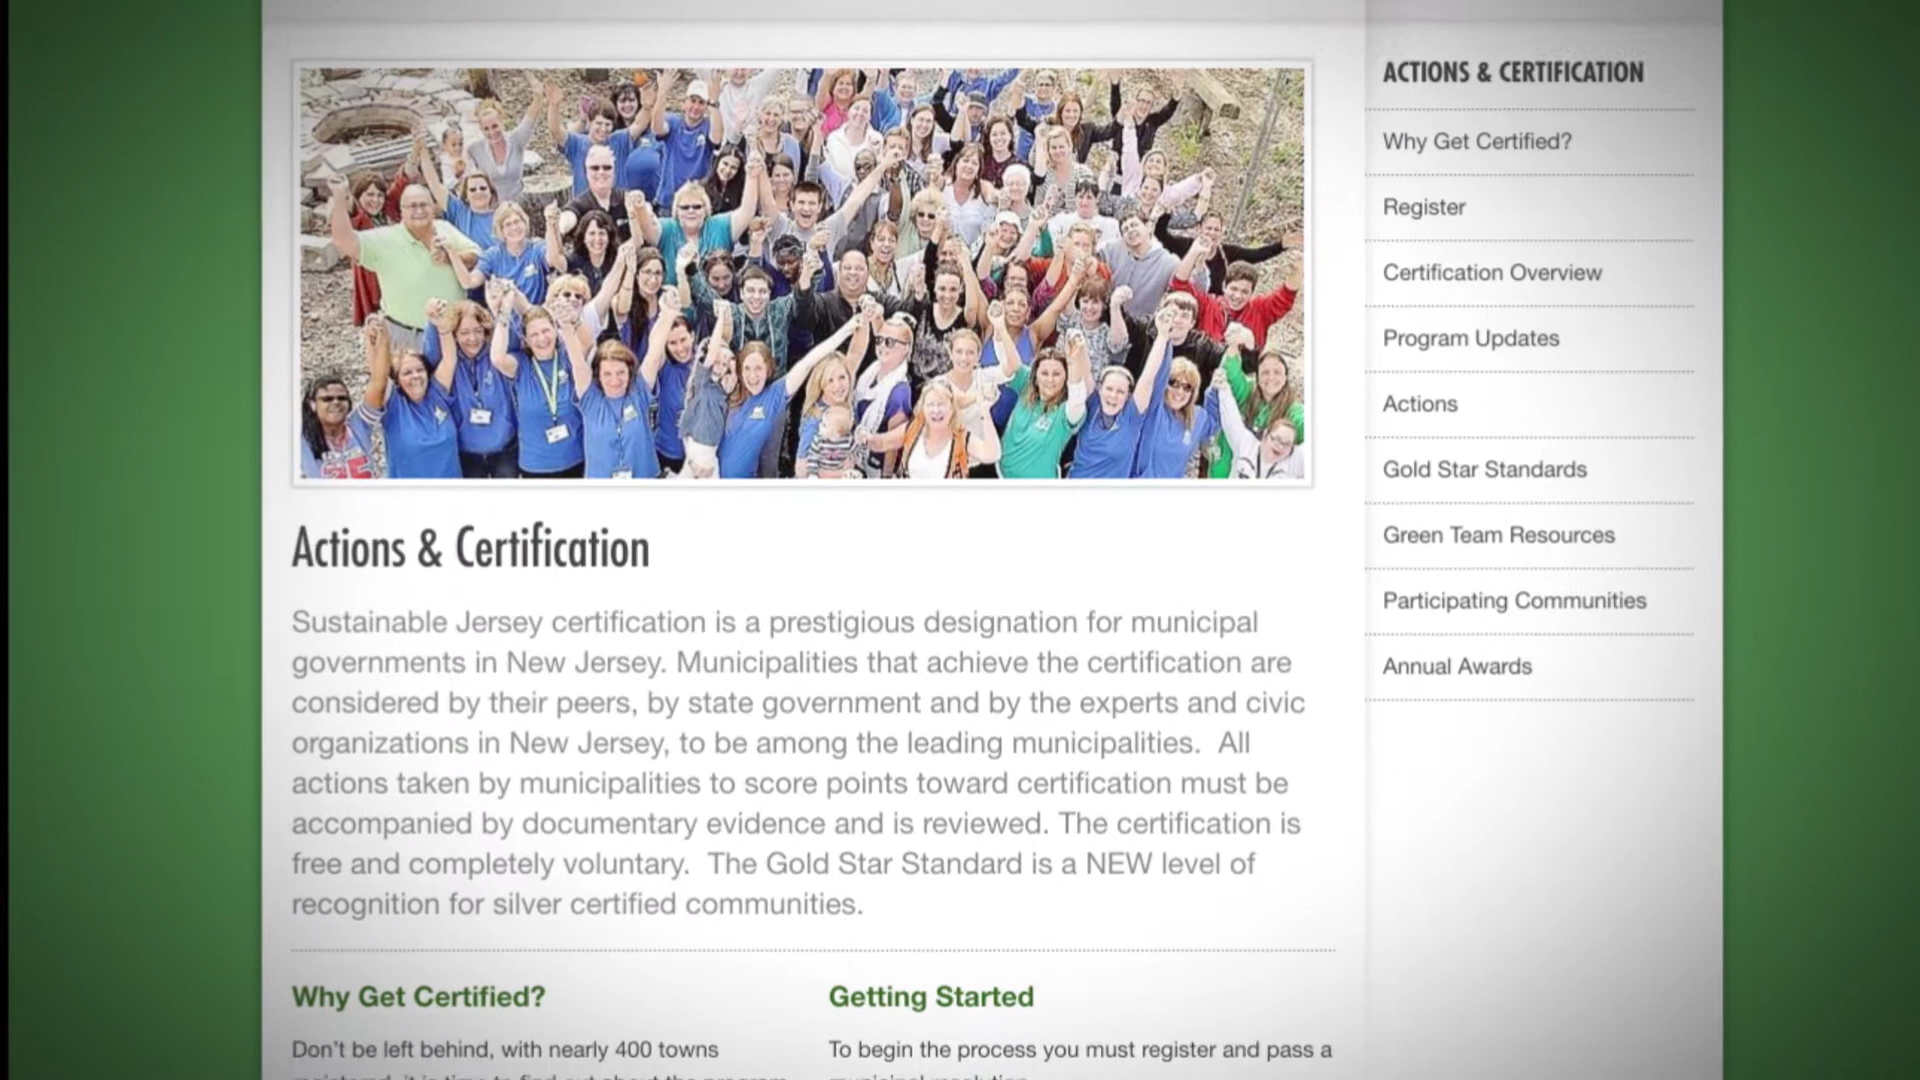 ACTIONS & CERTIFICATION
Why Get Certified?
Register
Certification Overview
Program Updates
Actions
Gold Star Standards
Green Team Resources
Participating Communities
Annual Awards
Actions & Certification
Sustainable Jersey certification is a prestigious designation for municipal
governments in New Jersey. Municipalities that achieve the certification are
considered by their peers, by state government and by the experts and civic
organizations in New Jersey, to be among the leading municipalities.  All
actions taken by municipalities to score points toward certification must be
accompanied by documentary evidence and is reviewed. The certification is
free and completely voluntary.  The Gold Star Standard is a NEW level of
recognition for silver certified communities.
Why Get Certified?
Don't be left behind, with nearly 400 towns
Getting Started
To begin the process you must register and pass a